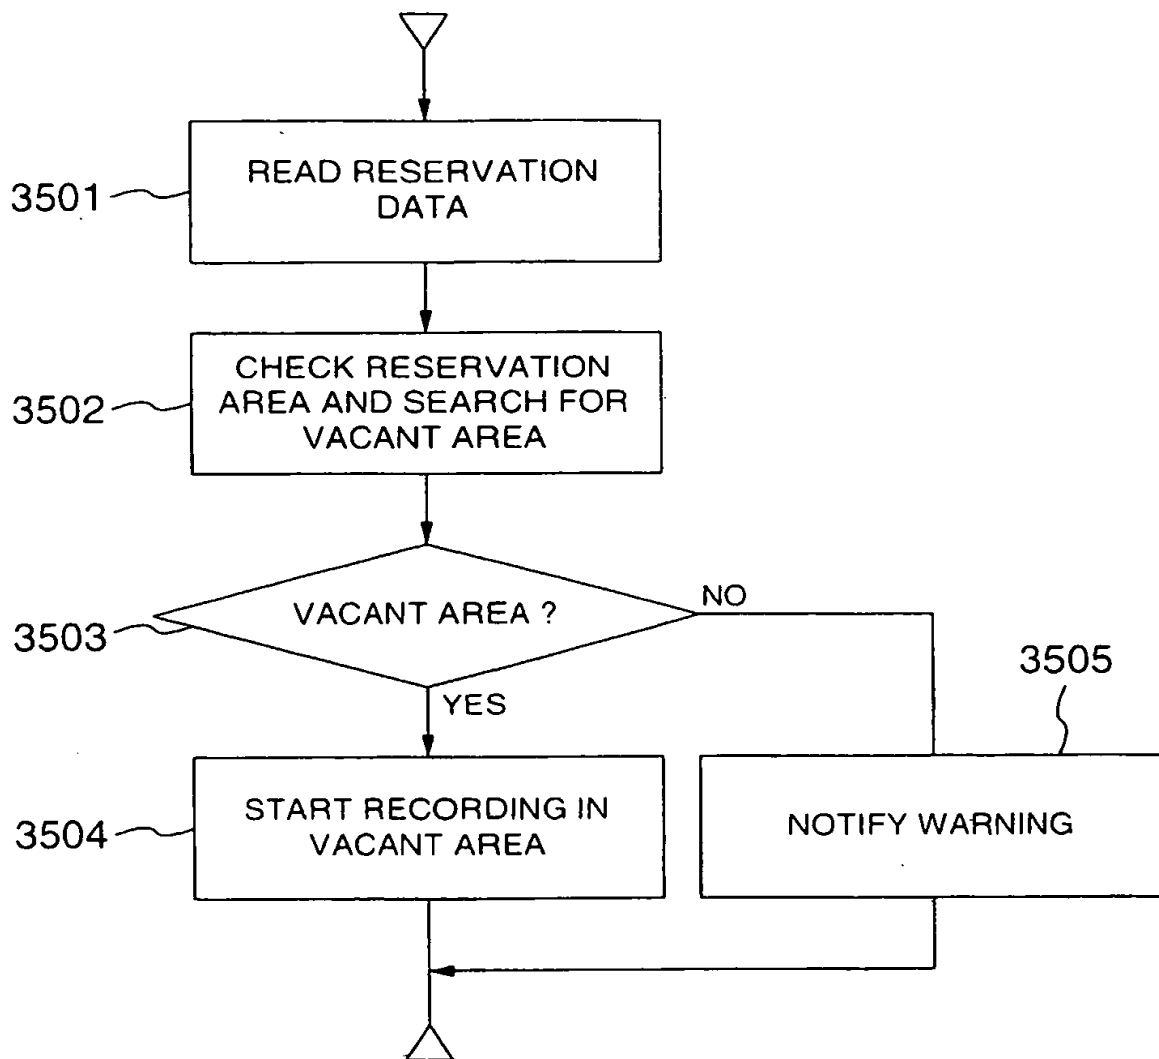 READ RESERVATION
DATA
3501
CHECK RESERVATION
AREA AND SEARCH FOR
VACANT AREA
3502
VACANT AREA ?
NO
3503
YES
3505
START RECORDING IN
VACANT AREA
3504
NOTIFY WARNING